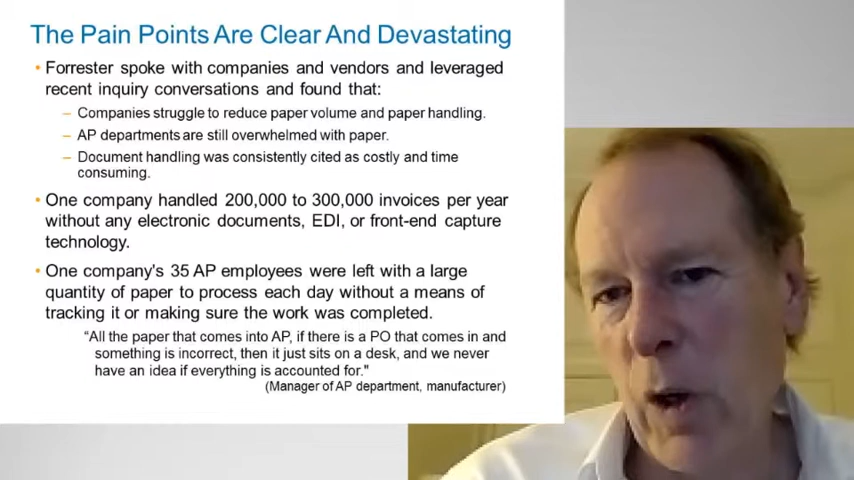 The Pain Points Are Clear And Devastating
• Forrester spoke with companies and vendors and leveraged
recent inquiry conversations and found that:
– Companies struggle to reduce paper volume and paper handling.
– AP departments are still overwhelmed with paper.
– Document handling was consistently cited as costly and time
consuming.
• One company handled 200,000 to 300,000 invoices per year
without any electronic documents, EDI, or front-end capture
technology.
• One company's 35 AP employees were left with a large
quantity of paper to process each day without a means of
tracking it or making sure the work was completed.
“All the paper that comes into AP, if there is a PO that comes in and
something is incorrect, then it just sits on a desk, and we never
have an idea if everything is accounted for."
(Manager of AP department, manufacturer)